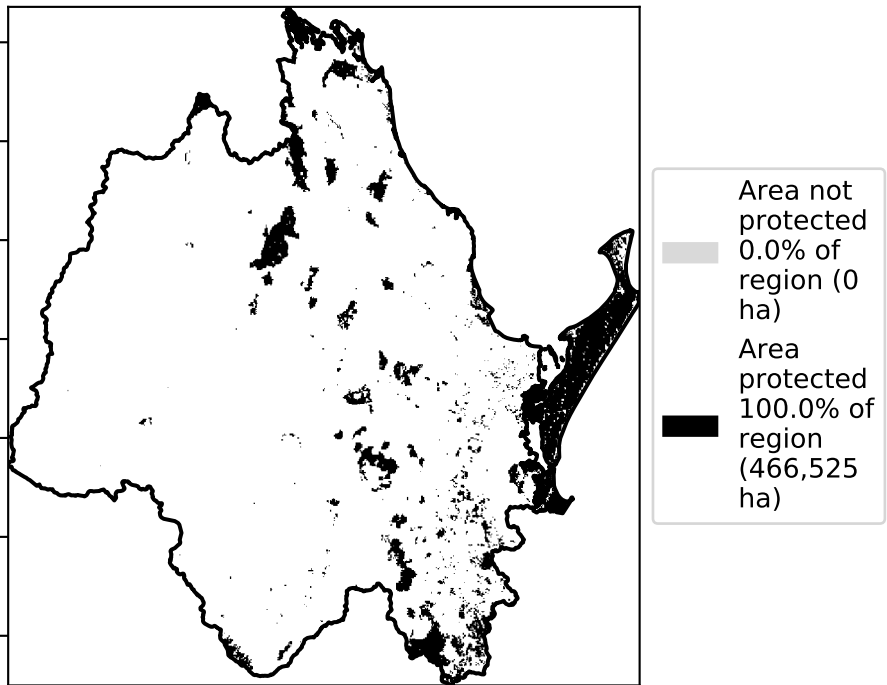 Area not
protected
0.0% of
region (0
ha)
Area
protected
100.0% of
region
(466,525
ha)